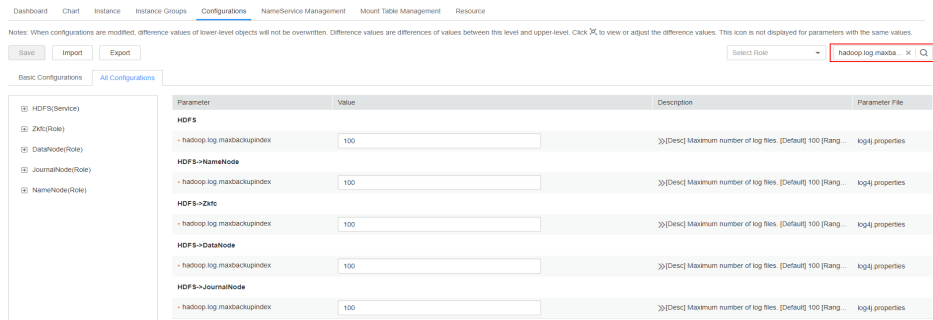 Dashboard Chart Instance Instance Groups Configurations NameService Management Mount Table Management Resource
Notes: When configurations are modified, difference values of lower-level objects will not be overwritten. Difference values are differences of values between this level and upper-level. Click to view or adjust the difference values. This icon is not displayed for parameters with the same values.
Save Import Export Select Role hadoop.log.maxba...
Basic Configurations All Configurations
HDFS(Service)
Zkfc(Role)
DataNode(Role)
JournalNode(Role)
NameNode(Role)
Parameter Value Description Parameter File
HDFS
hadoop.log.maxbackupindex 100 [Desc] Maximum number of log files. [Default] 100 [Rang... log4j.properties
HDFS->NameNode
hadoop.log.maxbackupindex 100 [Desc] Maximum number of log files. [Default] 100 [Rang... log4j.properties
HDFS->Zkfc
hadoop.log.maxbackupindex 100 [Desc] Maximum number of log files. [Default] 100 [Rang... log4j.properties
HDFS->DataNode
hadoop.log.maxbackupindex 100 [Desc] Maximum number of log files. [Default] 100 [Rang... log4j.properties
HDFS->JournalNode
hadoop.log.maxbackupindex 100 [Desc] Maximum number of log files. [Default] 100 [Rang... log4j.properties